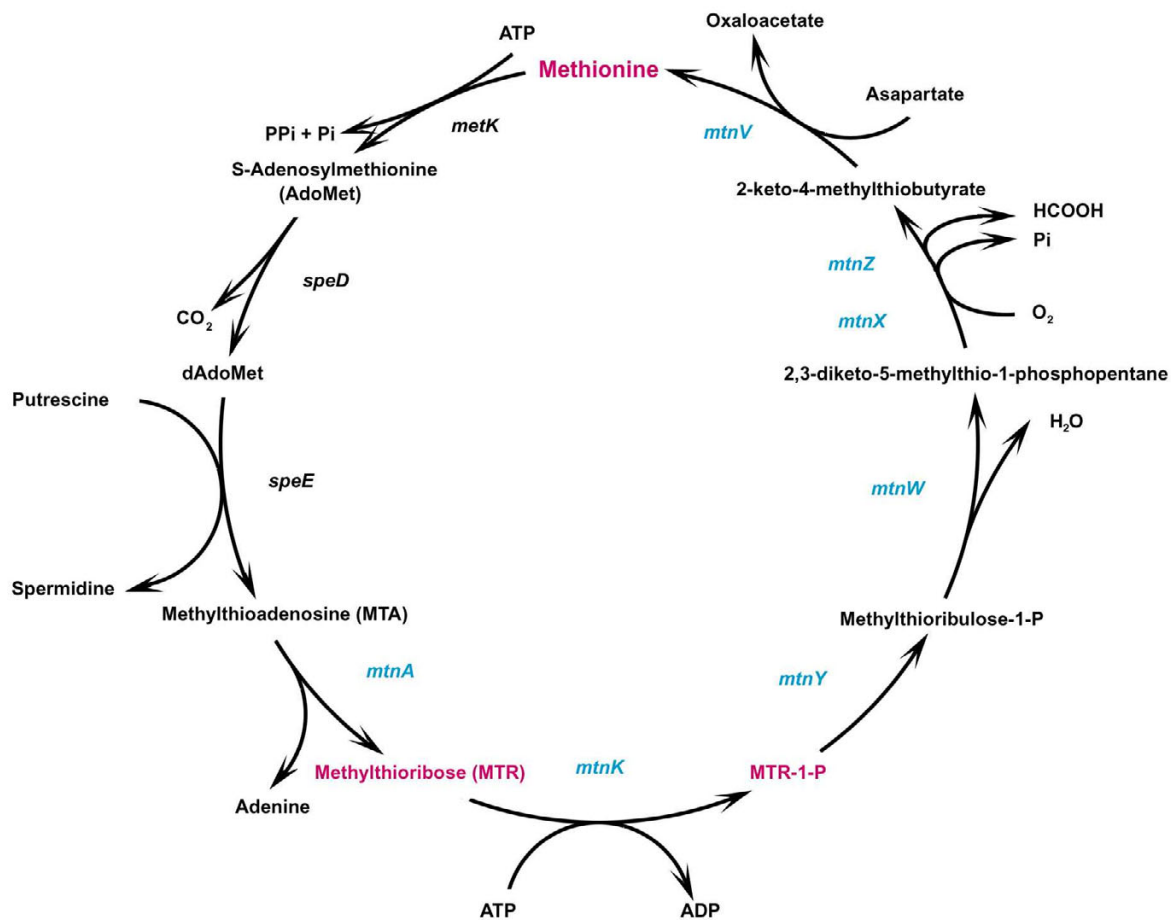 Oxaloacetate
ATP
Methionine
Asapartate
PPi + Pi
metK
mtnV
S-Adenosylmethionine
(AdoMet)
2-keto-4-methylthiobutyrate
HCOOH
Pi
speD
mtnZ
CO₂
mtnX
O₂
dAdoMet
2,3-diketo-5-methylthio-1-phosphopentane
Putrescine
H₂O
speE
mtnW
Spermidine
Methylthioadenosine (MTA)
Methylthioribulose-1-P
mtnA
mtnY
Methylthioribose (MTR)
mtnK
MTR-1-P
Adenine
ATP
ADP